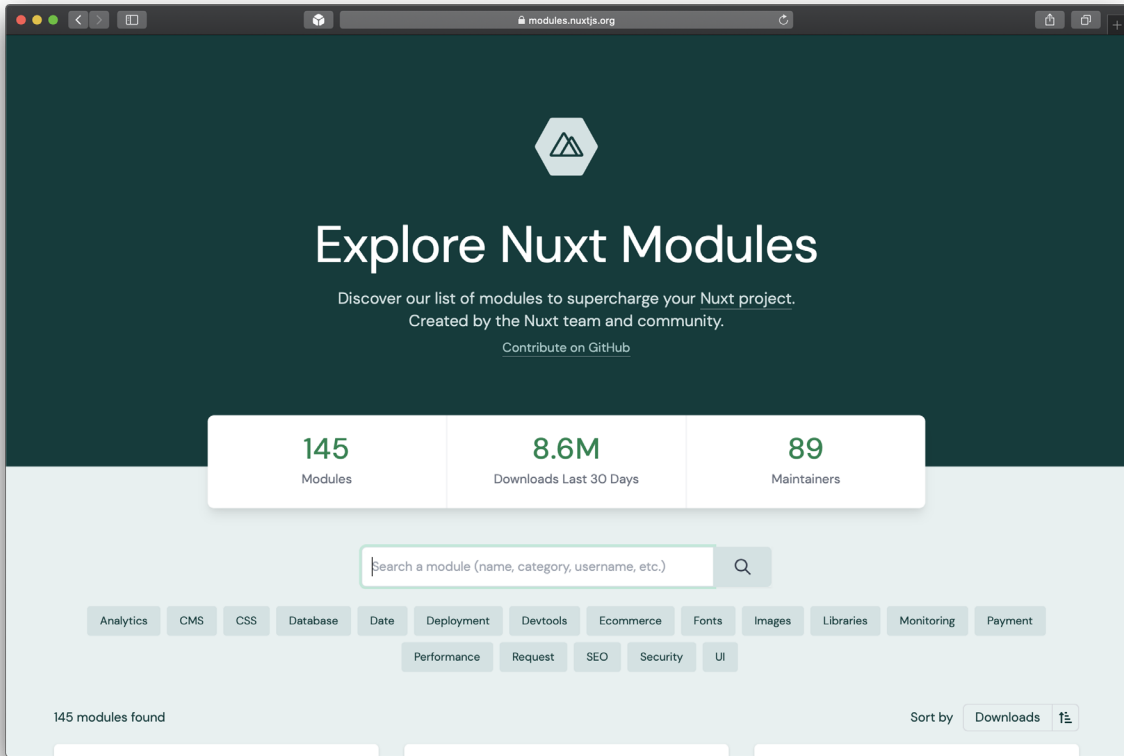 modules.nuxtjs.org
Explore Nuxt Modules
Discover our list of modules to supercharge your Nuxt project.
Created by the Nuxt team and community.
Contribute on GitHub
145
Modules
8.6M
Downloads Last 30 Days
89
Maintainers
Search a module (name, category, username, etc.)
Analytics CMS CSS Database Date Deployment Devtools Ecommerce Fonts Images Libraries Monitoring Payment
Performance Request SEO Security UI
145 modules found
Sort by Downloads